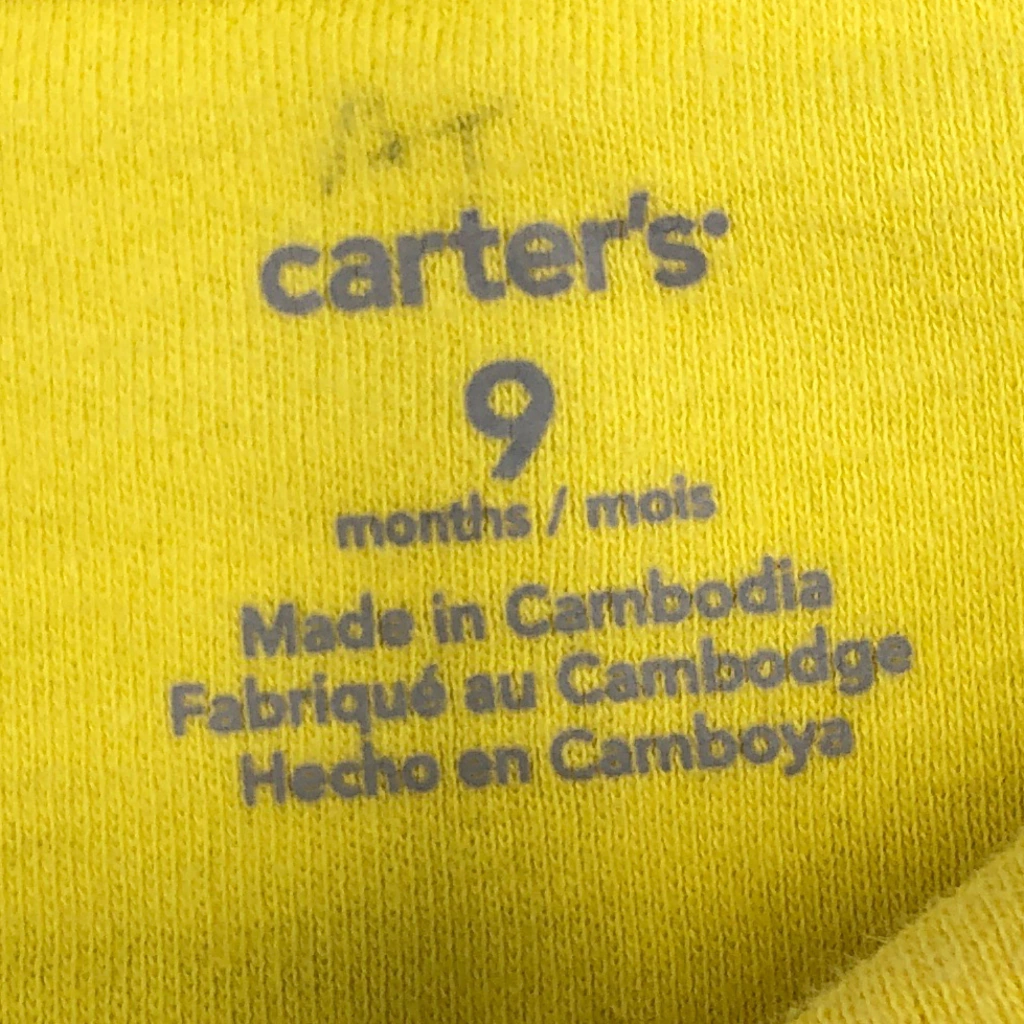 carter's
9
months / mois
Made in Cambodia
Fabriqué au Cambodge
Hecho en Camboya